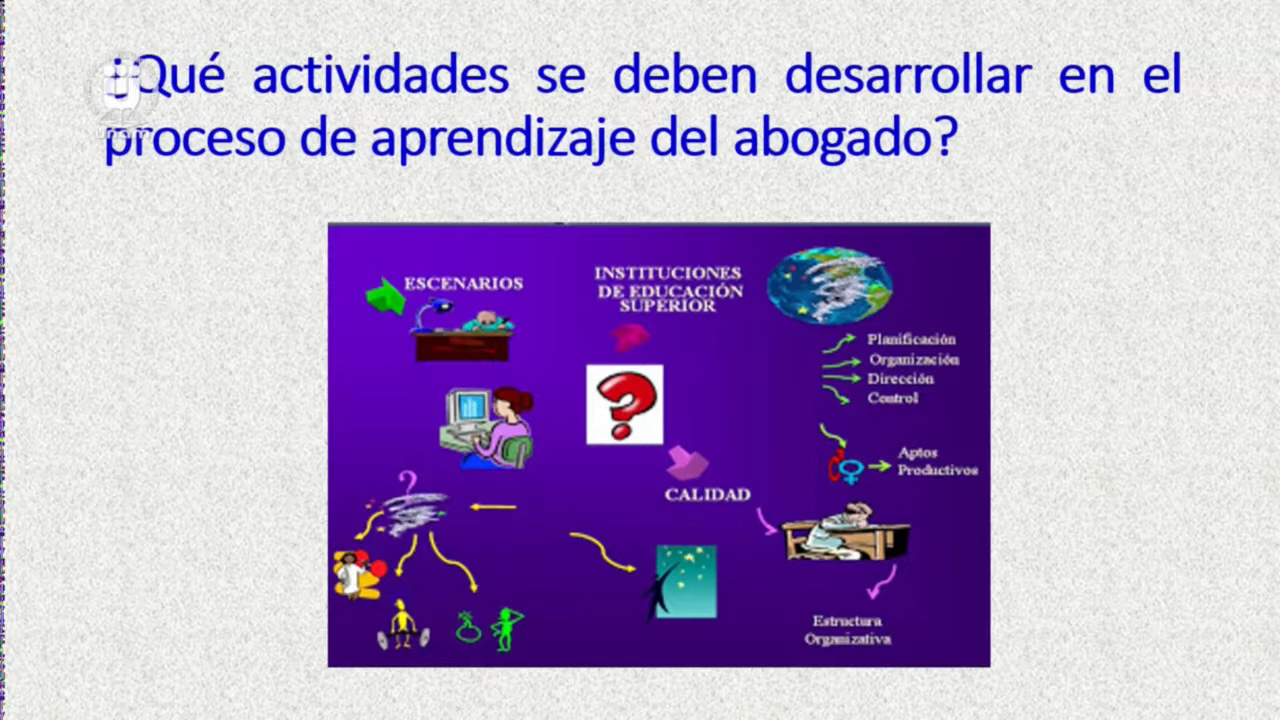 ¿Qué actividades se deben desarrollar en el
proceso de aprendizaje del abogado?
unam
ESCENARIOS
INSTITUCIONES
DE EDUCACIÓN
SUPERIOR
Planificación
Organización
Dirección
Control
Aptos
Productivos
?
?
CALIDAD
Estructura
Organizativa